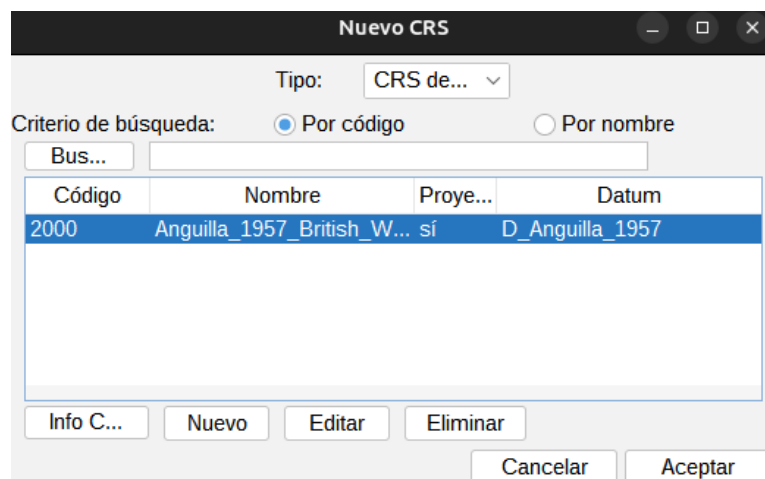 Nuevo CRS
Tipo: CRS de...
Criterio de búsqueda: Por código Por nombre
Bus...
Código Nombre Proye... Datum
2000 Anguilla_1957_British_W... sí D_Anguilla_1957
Info C... Nuevo Editar Eliminar
Cancelar Aceptar